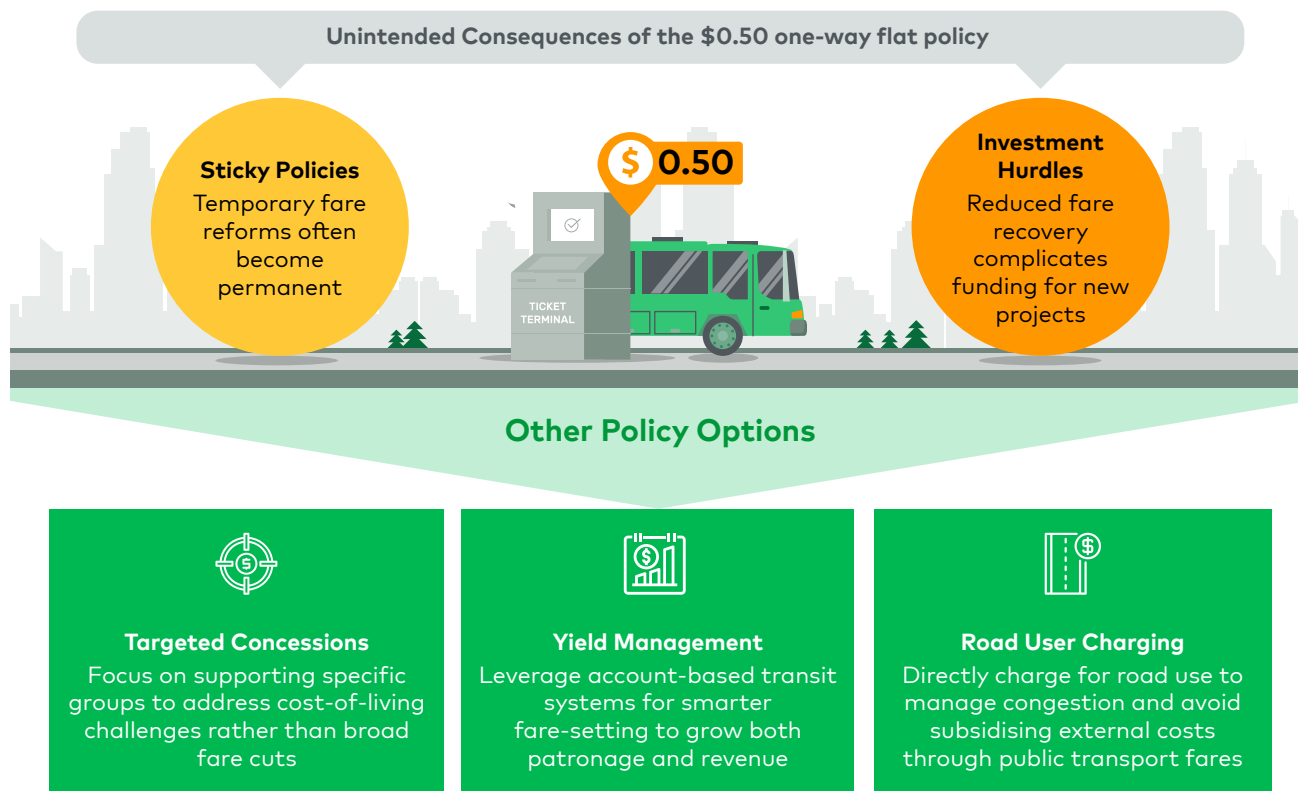 Unintended Consequences of the $0.50 one-way flat policy
Sticky Policies
Temporary fare
reforms often
become
permanent
$ 0.50
TICKET
TERMINAL
Investment
Hurdles
Reduced fare
recovery
complicates
funding for new
projects
Other Policy Options
$
Targeted Concessions
Focus on supporting specific
groups to address cost-of-living
challenges rather than broad
fare cuts
$
Yield Management
Leverage account-based transit
systems for smarter
fare-setting to grow both
patronage and revenue
$
Road User Charging
Directly charge for road use to
manage congestion and avoid
subsidising external costs
through public transport fares